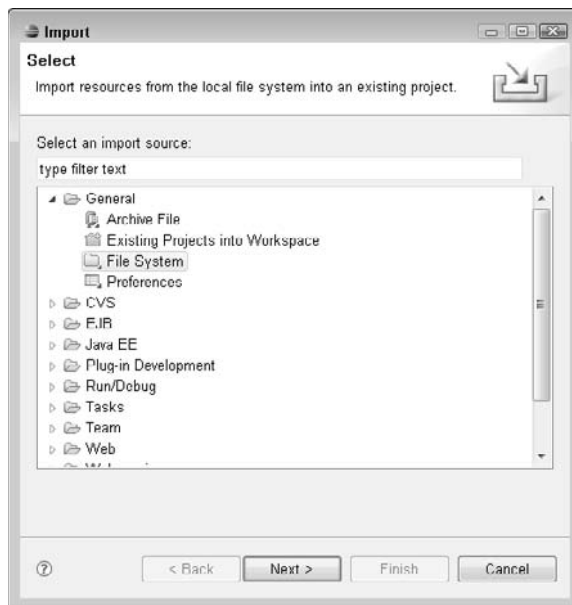 Import
Select
Import resources from the local file system into an existing project.
Select an import source:
type filter text
General
Archive File
Existing Projects into Workspace
File System
Preferences
CVS
EJB
Java EE
Plug-in Development
Run/Debug
Tasks
Team
Web
?
< Back
Next >
Finish
Cancel